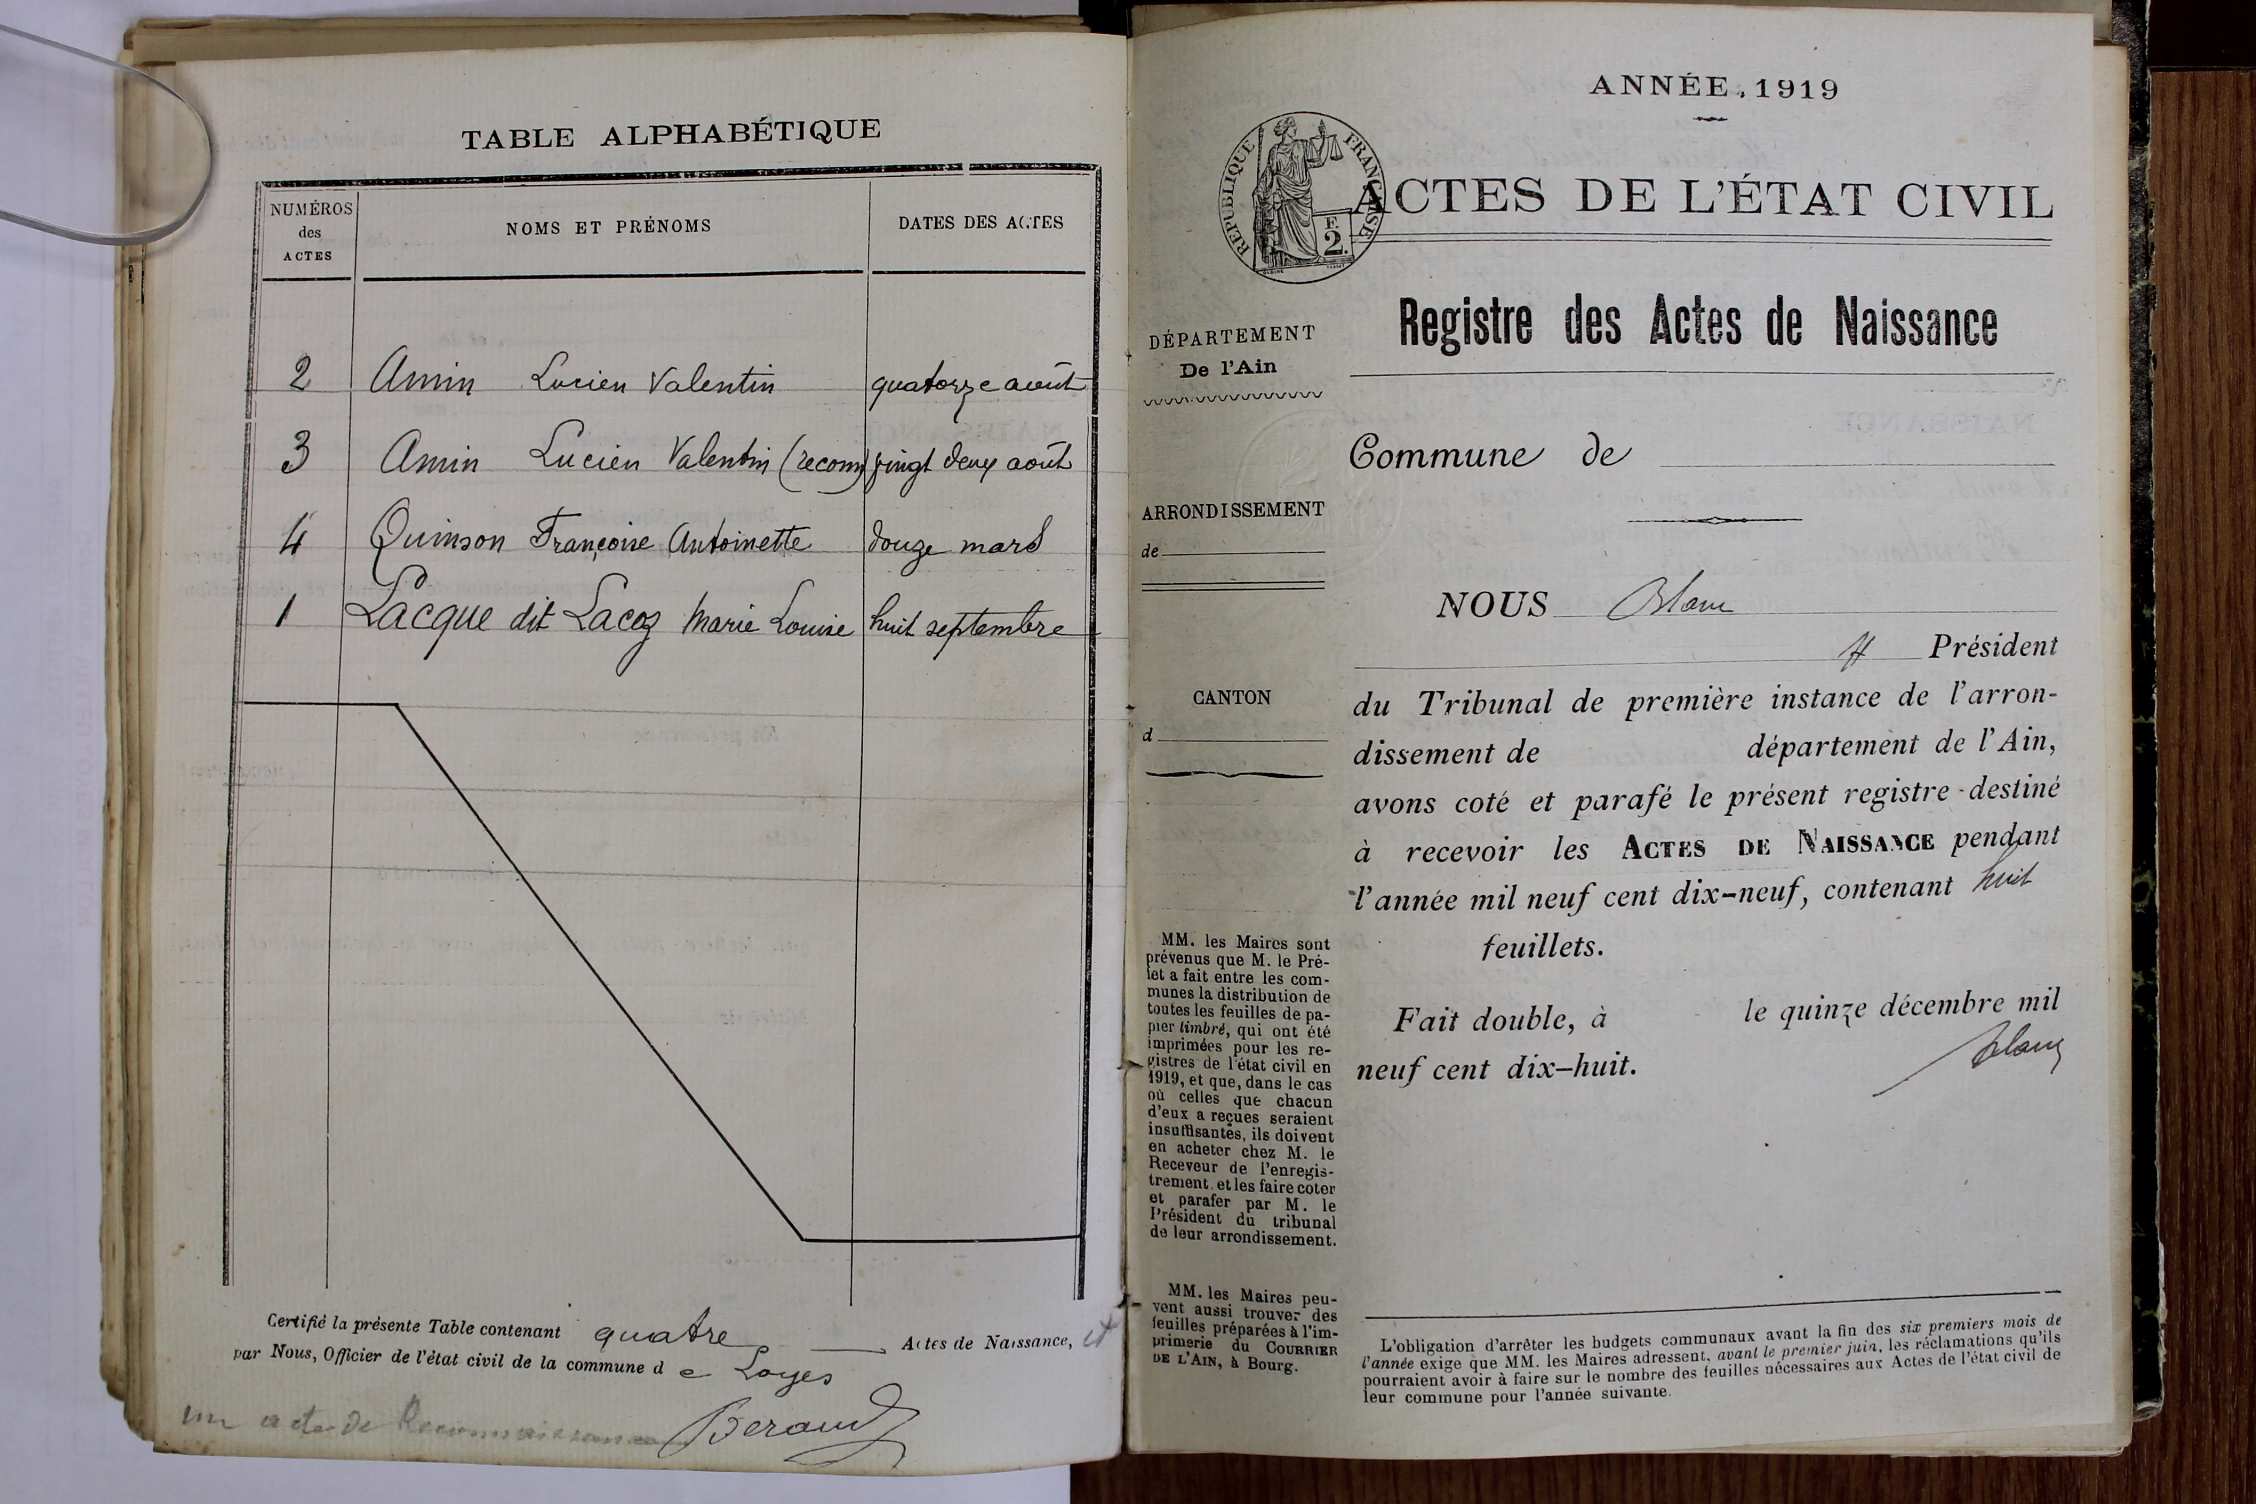 TABLE ALPHABÉTIQUE
NUMÉROS des ACTES
NOMS ET PRÉNOMS
DATES DES ACTES
2 Amin Lucien Valentin quatorze août
3 Amin Lucien Valentin (reconn) vingt deux août
4 Quinson Françoise Antoinette douze mars
1 Lacque dit Lacoz Marie Louise huit septembre
Certifié la présente Table contenant quatre Actes de Naissance, et
par Nous, Officier de l'état civil de la commune de Loyes
un acte de Reconnaissance
Beraud
ANNÉE 1919
RÉPUBLIQUE FRANÇAISE
F.
2.
ACTES DE L'ÉTAT CIVIL
Registre des Actes de Naissance
DÉPARTEMENT
De l'Ain
Commune de
ARRONDISSEMENT
de
NOUS Blanc
Président
CANTON
d
du Tribunal de première instance de l'arron-
dissement de département de l'Ain,
avons coté et parafé le présent registre destiné
à recevoir les ACTES DE NAISSANCE pendant
l'année mil neuf cent dix-neuf, contenant huit
feuillets.
Fait double, à le quinze décembre mil
neuf cent dix-huit.
Blanc
MM. les Maires sont
prévenus que M. le Pré-
fet a fait entre les com-
munes la distribution de
toutes les feuilles de pa-
pier timbré, qui ont été
imprimées pour les re-
gistres de l'état civil en
1919, et que, dans le cas
où celles que chacun
d'eux a reçues seraient
insuffisantes, ils doivent
en acheter chez M. le
Receveur de l'enregis-
trement et les faire coter
et parafer par M. le
Président du tribunal
de leur arrondissement.
MM. les Maires peu-
vent aussi trouver des
feuilles préparées à l'im-
primerie du COURRIER
DE L'AIN, à Bourg.
L'obligation d'arrêter les budgets communaux avant la fin des six premiers mois de
l'année exige que MM. les Maires adressent, avant le premier juin, les réclamations qu'ils
pourraient avoir à faire sur le nombre des feuilles nécessaires aux Actes de l'état civil de
leur commune pour l'année suivante.